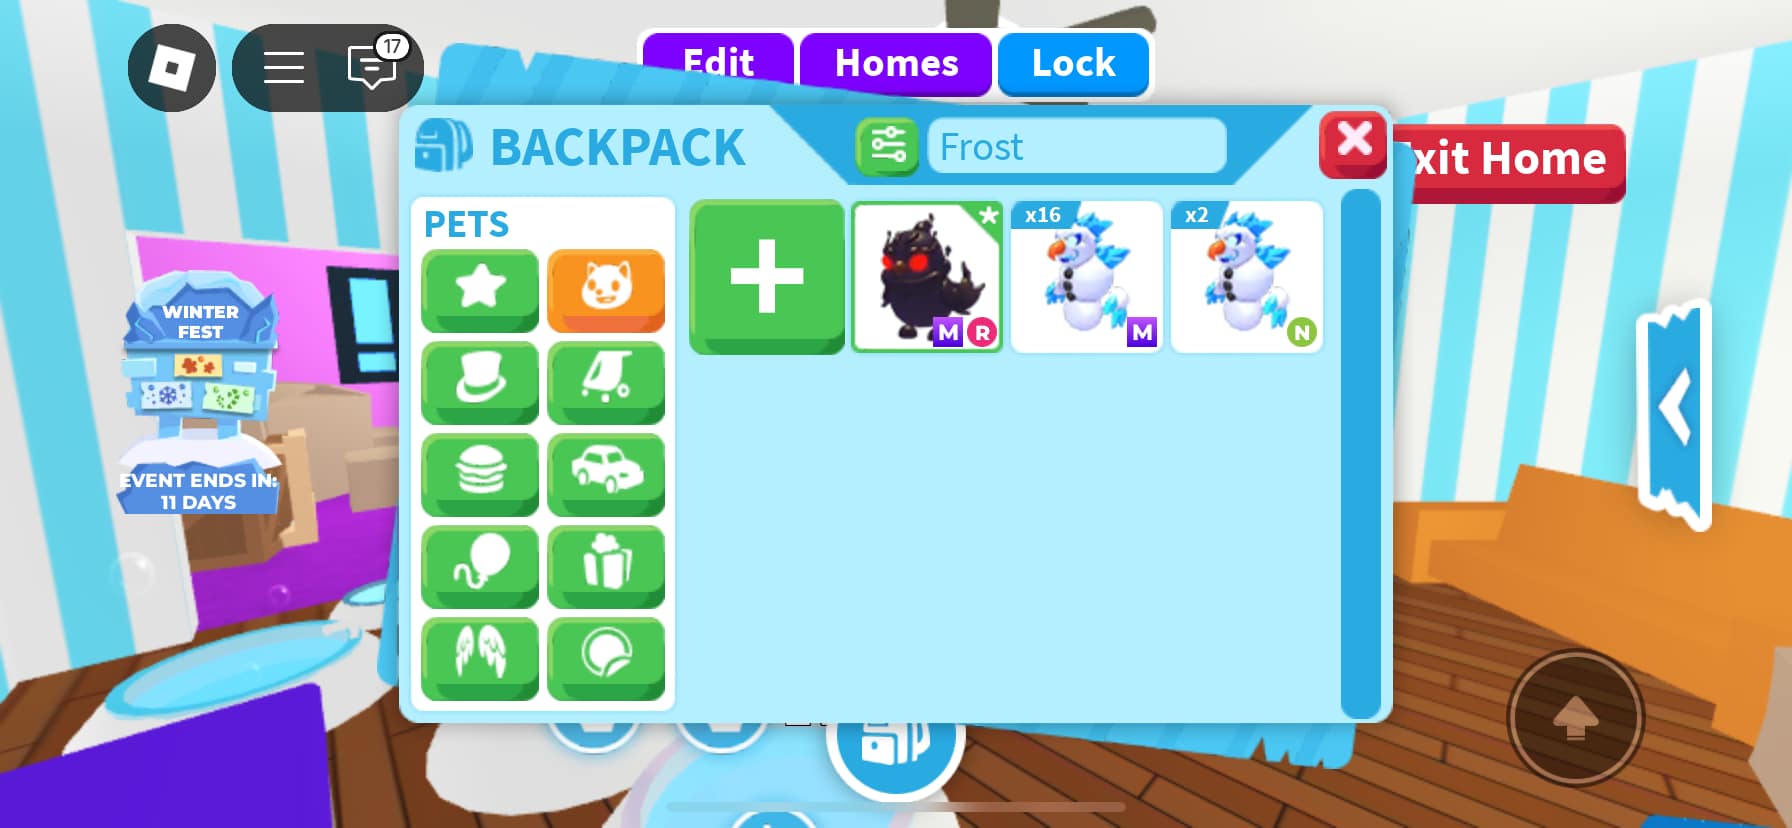 17
Edit
Homes
Lock
BACKPACK
Frost
xit Home
PETS
x16
x2
M R
M
N
WINTER
FEST
EVENT ENDS IN:
11 DAYS